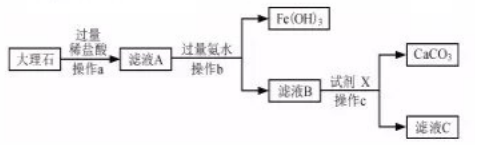 大理石
过量
稀盐酸
操作a
滤液A
过量氨水
操作b
Fe(OH)₃
滤液B
试剂 X
操作c
CaCO₃
滤液C